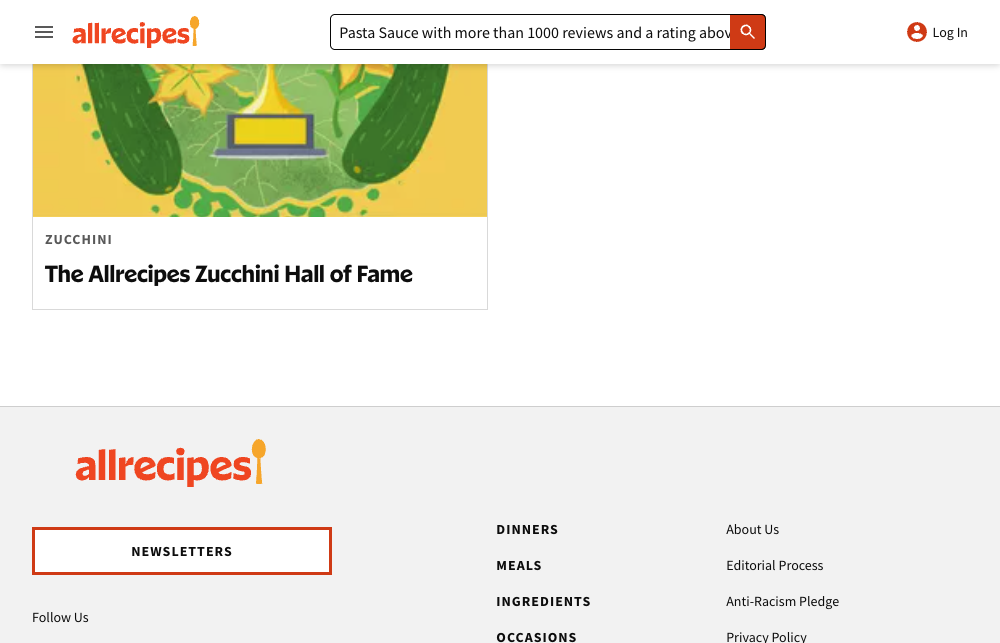 allrecipes
Pasta Sauce with more than 1000 reviews and a rating abov
Log In
ZUCCHINI
The Allrecipes Zucchini Hall of Fame
allrecipes
NEWSLETTERS
Follow Us
DINNERS
MEALS
INGREDIENTS
OCCASIONS
About Us
Editorial Process
Anti-Racism Pledge
Privacy Policy